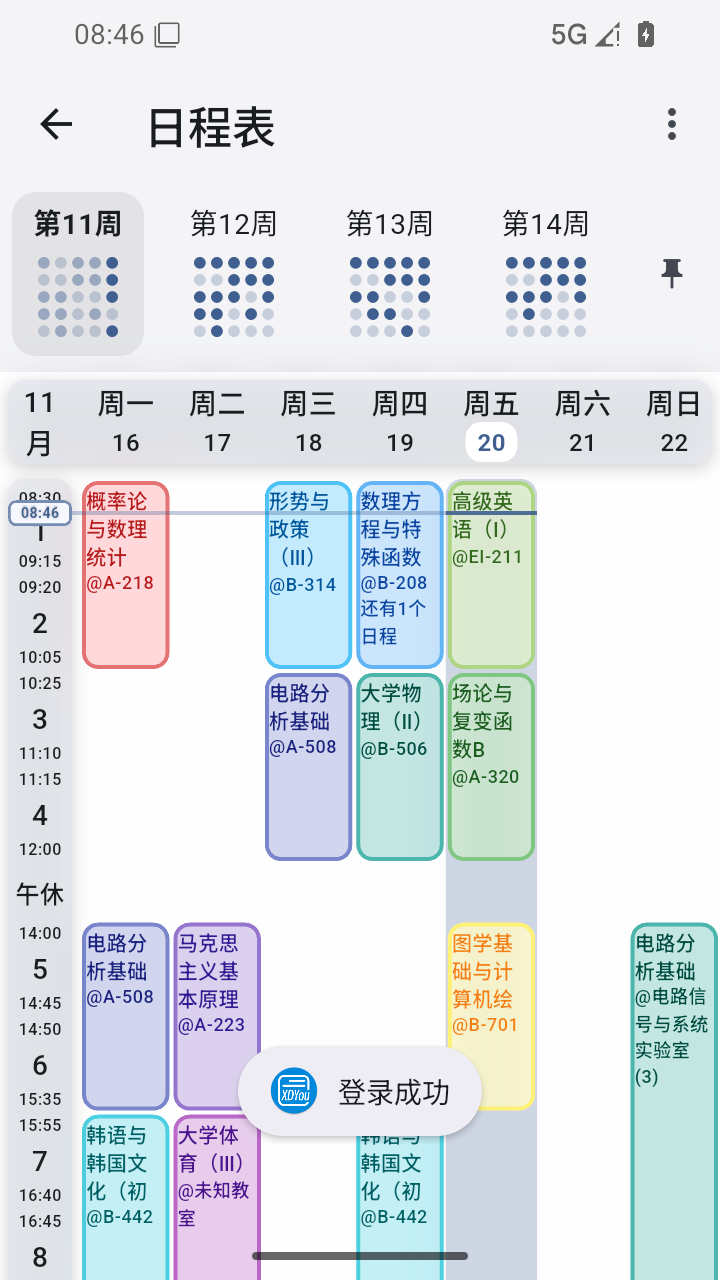 08:46
5G
日程表
第11周
第12周
第13周
第14周
11
月
周一
16
周二
17
周三
18
周四
19
周五
20
周六
21
周日
22
08:30
08:46
1
09:15
09:20
2
10:05
10:25
3
11:10
11:15
4
12:00
午休
14:00
5
14:45
14:50
6
15:35
15:55
7
16:40
16:45
8
概率论
与数理
统计
@A-218
电路分
析基础
@A-508
韩语与
韩国文
化（初
@B-442
马克思
主义基
本原理
@A-223
大学体
育（III）
@未知教
室
形势与
政策
（III）
@B-314
电路分
析基础
@A-508
数理方
程与特
殊函数
@B-208
还有1个
日程
大学物
理（II）
@B-506
韩语与
韩国文
化（初
@B-442
高级英
语（I）
@EI-211
场论与
复变函
数B
@A-320
图学基
础与计
算机绘
@B-701
电路分
析基础
@电路信
号与系统
实验室
(3)
XDYou
登录成功